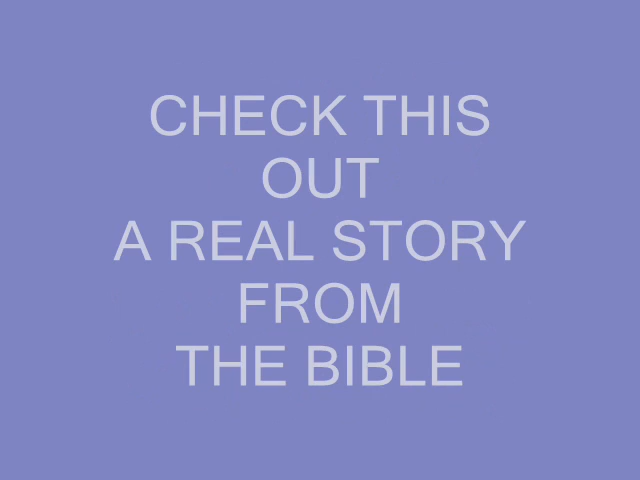 CHECK THIS
OUT
A REAL STORY
FROM
THE BIBLE